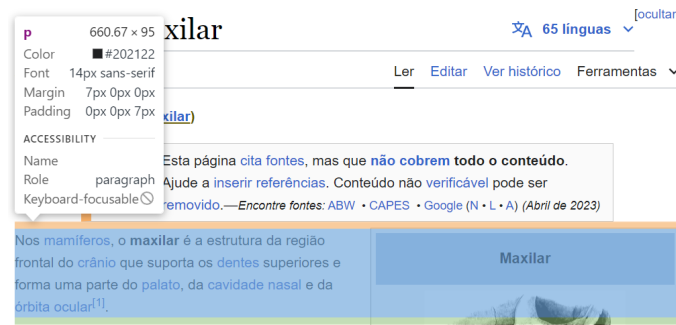 [ocultar
xilar
65 línguas
p 660.67 × 95
Color #202122
Font 14px sans-serif
Margin 7px 0px 0px
Padding 0px 0px 7px
ACCESSIBILITY
Name
Role paragraph
Keyboard-focusable
Ler Editar Ver histórico Ferramentas
xilar)
Esta página cita fontes, mas que não cobrem todo o conteúdo.
Ajude a inserir referências. Conteúdo não verificável pode ser
removido.—Encontre fontes: ABW • CAPES • Google (N • L • A) (Abril de 2023)
Nos mamíferos, o maxilar é a estrutura da região
frontal do crânio que suporta os dentes superiores e
forma uma parte do palato, da cavidade nasal e da
órbita ocular[1].
Maxilar